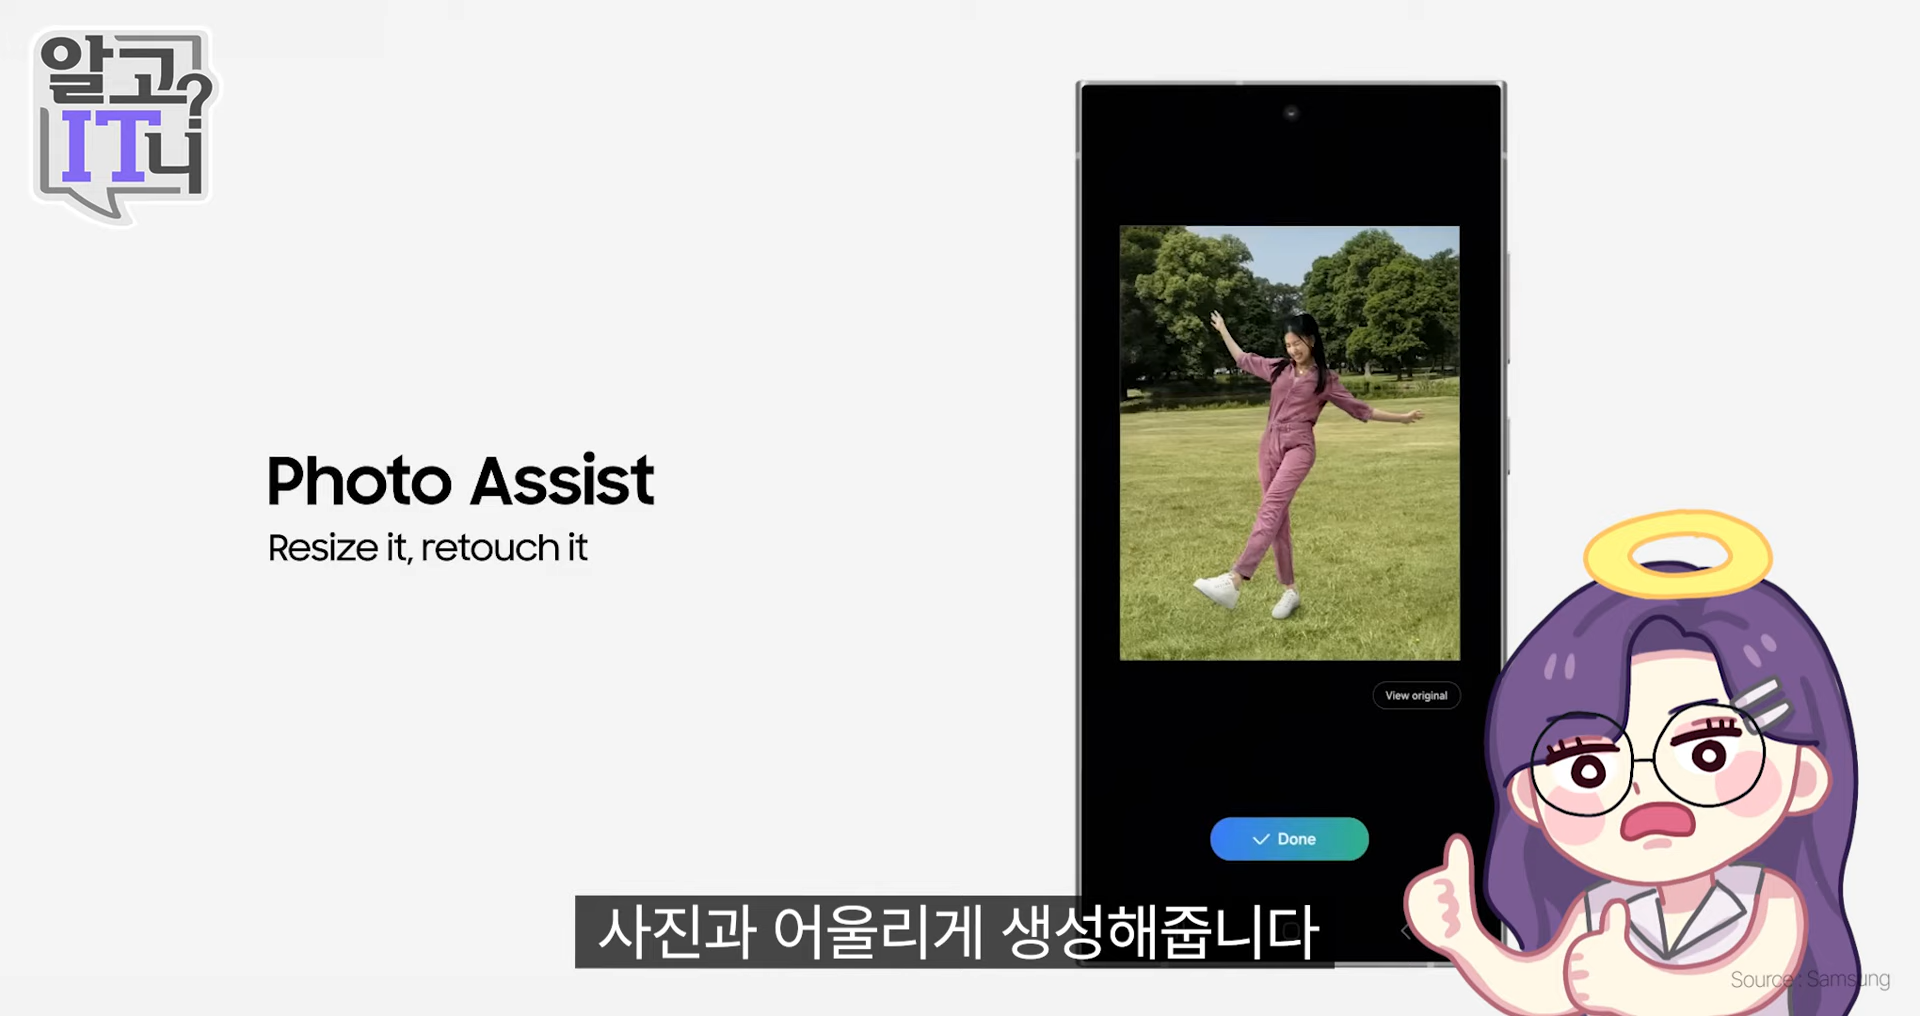 알고?
IT니
Photo Assist
Resize it, retouch it
View original
Done
사진과 어울리게 생성해줍니다
Source : Samsung